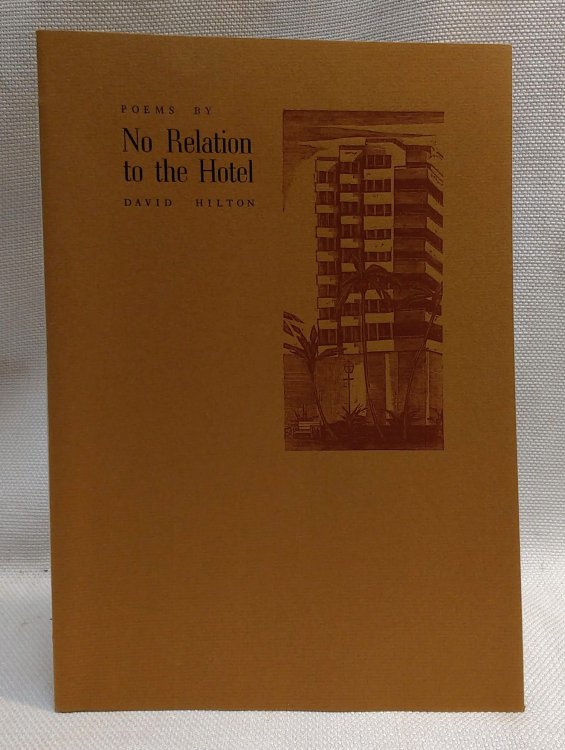 POEMS BY
No Relation
to the Hotel
DAVID HILTON